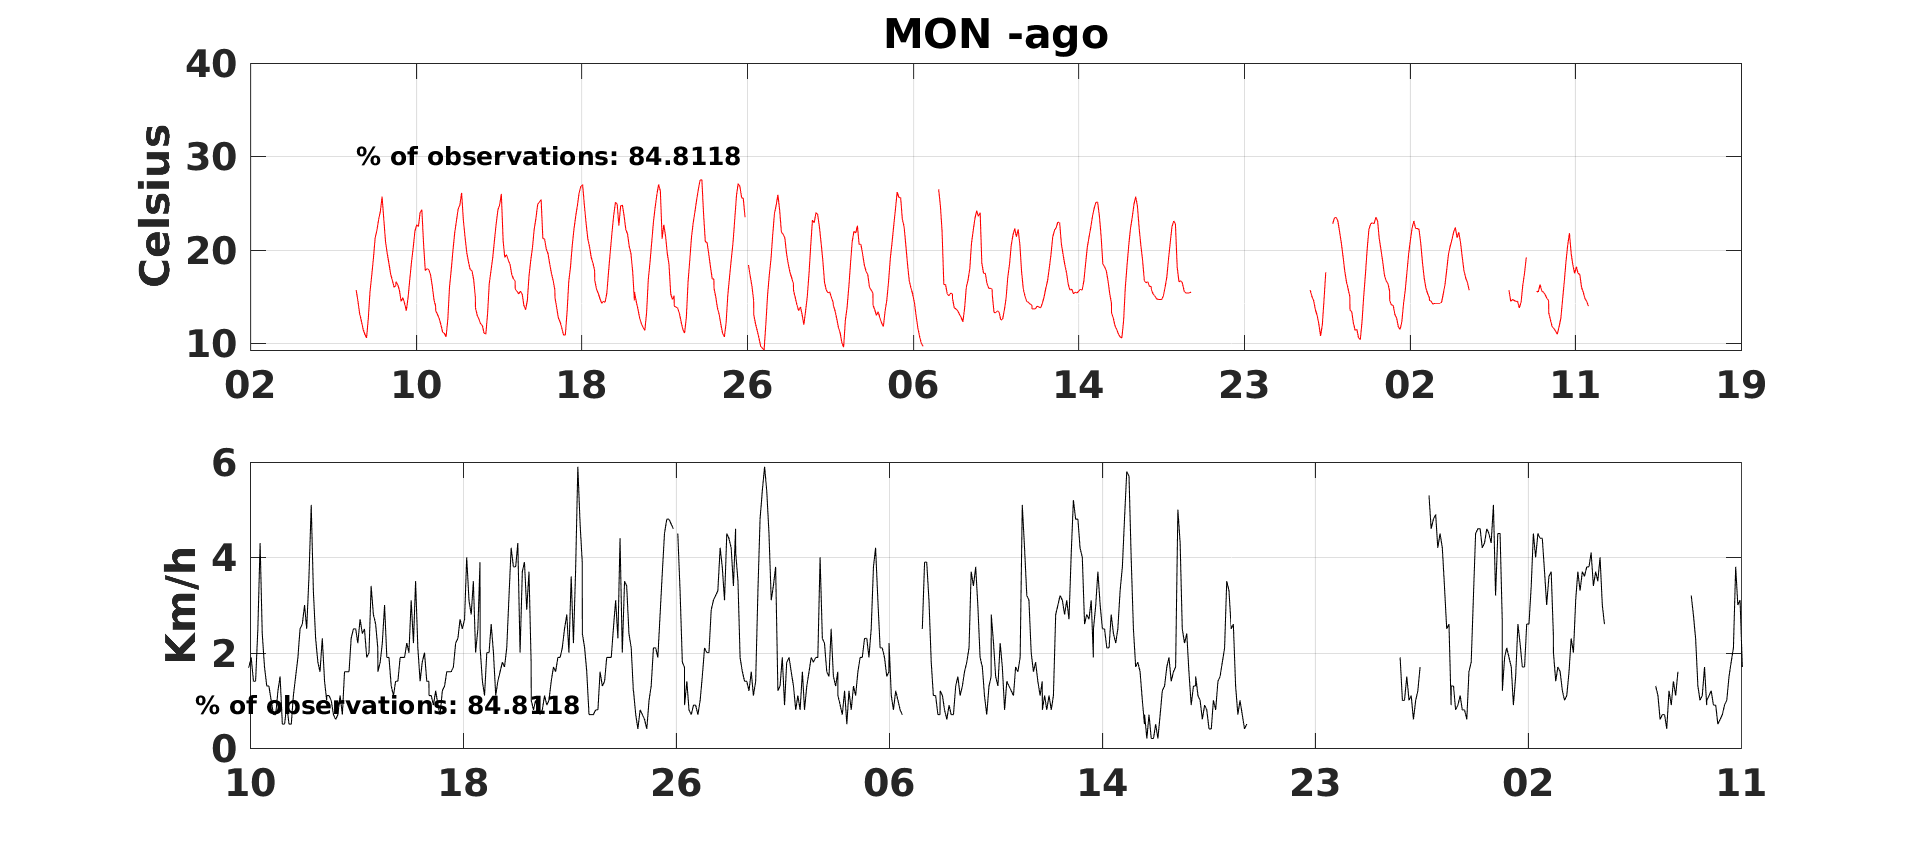 MON -ago
Celsius
40
30
20
10
% of observations: 84.8118
02 10 18 26 06 14 23 02 11 19
Km/h
6
4
2
0
% of observations: 84.8118
10 18 26 06 14 23 02 11